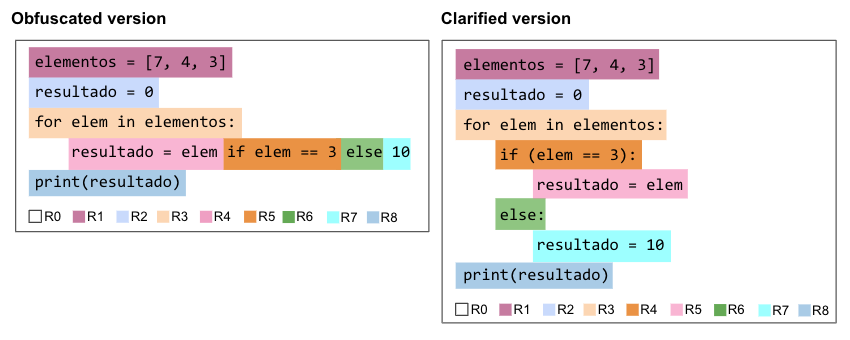 Obfuscated version
elementos = [7, 4, 3]
resultado = 0
for elem in elementos:
resultado = elem if elem == 3 else 10
print(resultado)
R0 R1 R2 R3 R4 R5 R6 R7 R8
Clarified version
elementos = [7, 4, 3]
resultado = 0
for elem in elementos:
if (elem == 3):
resultado = elem
else:
resultado = 10
print(resultado)
R0 R1 R2 R3 R4 R5 R6 R7 R8